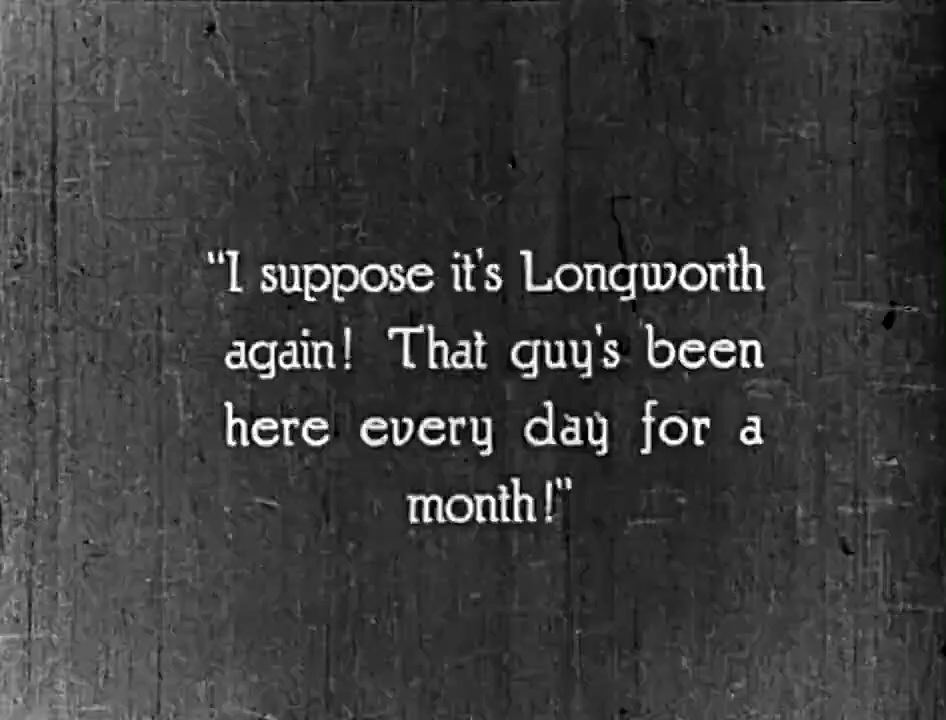 "I suppose it's Longworth
again! That guy's been
here every day for a
month!"